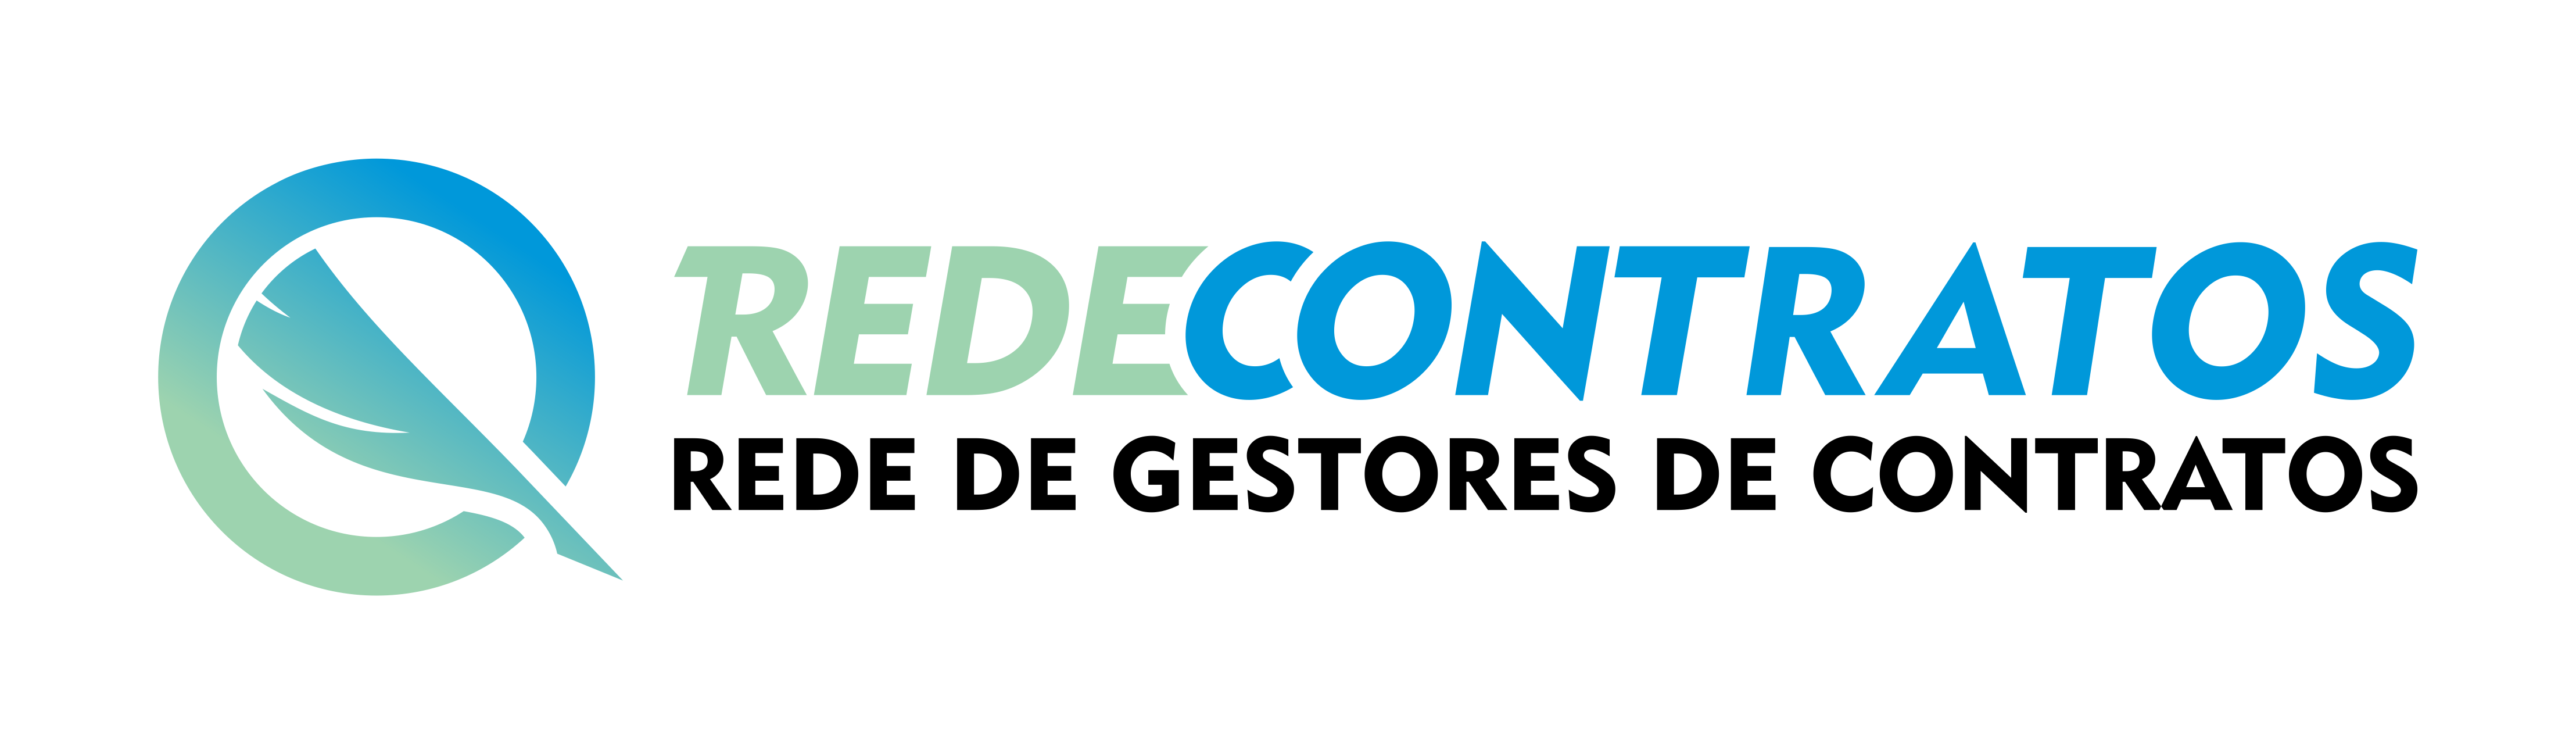 REDECONTRATOS
REDE DE GESTORES DE CONTRATOS